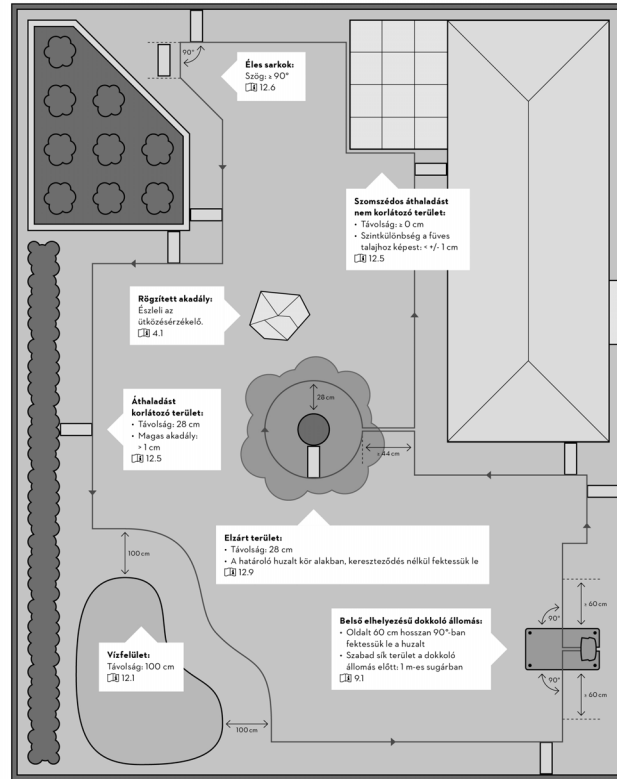 90°
Éles sarkok:
Szög: ≥ 90°
12.6
Szomszédos áthaladást
nem korlátozó terület:
• Távolság: ≥ 0 cm
• Szintkülönbség a füves
talajhoz képest: < +/- 1 cm
12.5
Rögzített akadály:
Észleli az
ütközésérzékelő.
4.1
28 cm
Áthaladást
korlátozó terület:
• Távolság: 28 cm
• Magas akadály:
> 1 cm
12.5
≥ 44 cm
100 cm
Elzárt terület:
• Távolság: 28 cm
• A határoló huzalt kör alakban, kereszteződés nélkül fektessük le
12.9
≥ 60 cm
90°
Belső elhelyezésű dokkoló állomás:
• Oldalt 60 cm hosszan 90°-ban
fektessük le a huzalt
• Szabad sík terület a dokkoló
állomás előtt: 1 m-es sugárban
9.1
90°
≥ 60 cm
Vízfelület:
Távolság: 100 cm
12.1
100 cm